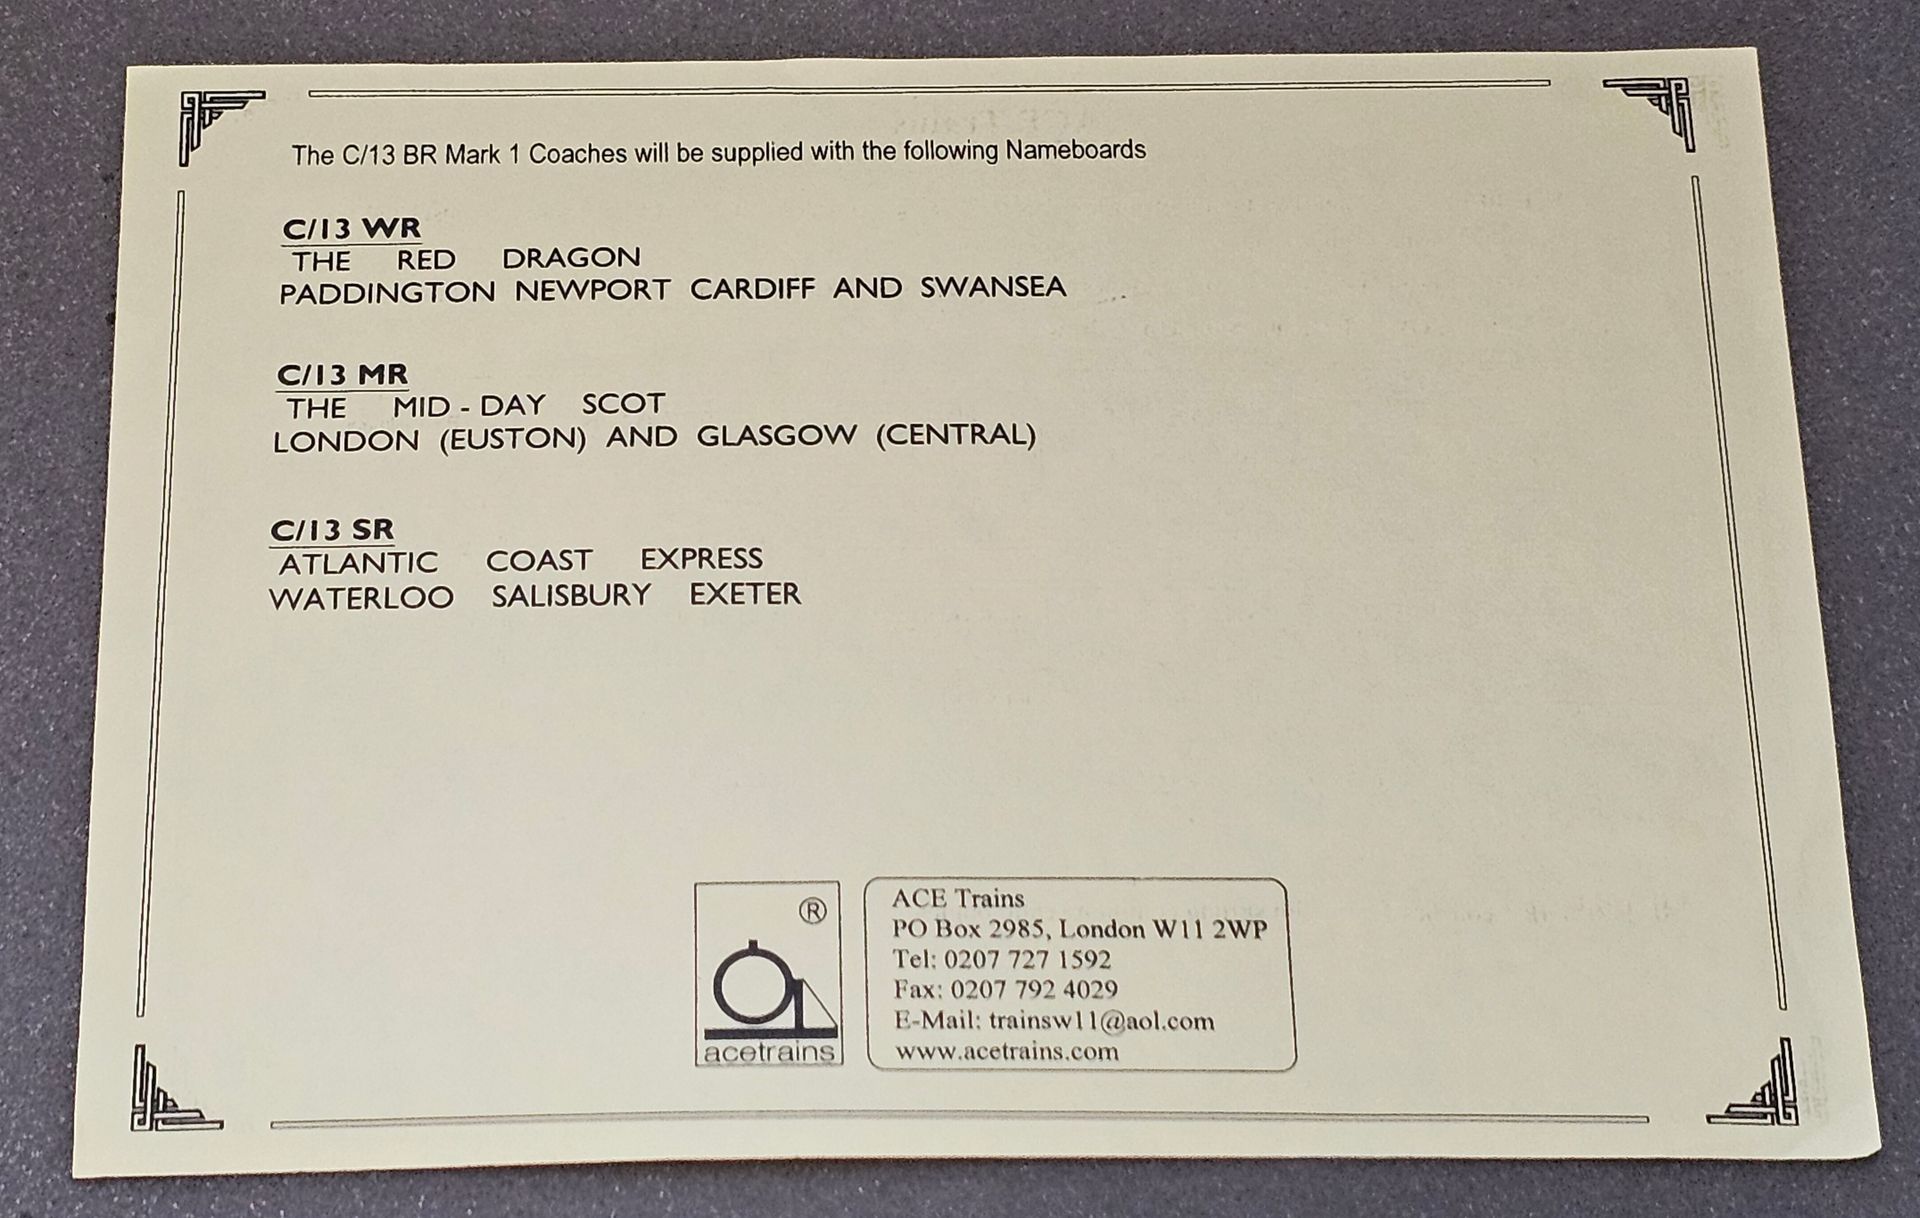 The C/13 BR Mark 1 Coaches will be supplied with the following Nameboards
C/13 WR
THE RED DRAGON
PADDINGTON NEWPORT CARDIFF AND SWANSEA
C/13 MR
THE MID - DAY SCOT
LONDON (EUSTON) AND GLASGOW (CENTRAL)
C/13 SR
ATLANTIC COAST EXPRESS
WATERLOO SALISBURY EXETER
®
acetrains
ACE Trains
PO Box 2985, London W11 2WP
Tel: 0207 727 1592
Fax: 0207 792 4029
E-Mail: trainsw11@aol.com
www.acetrains.com